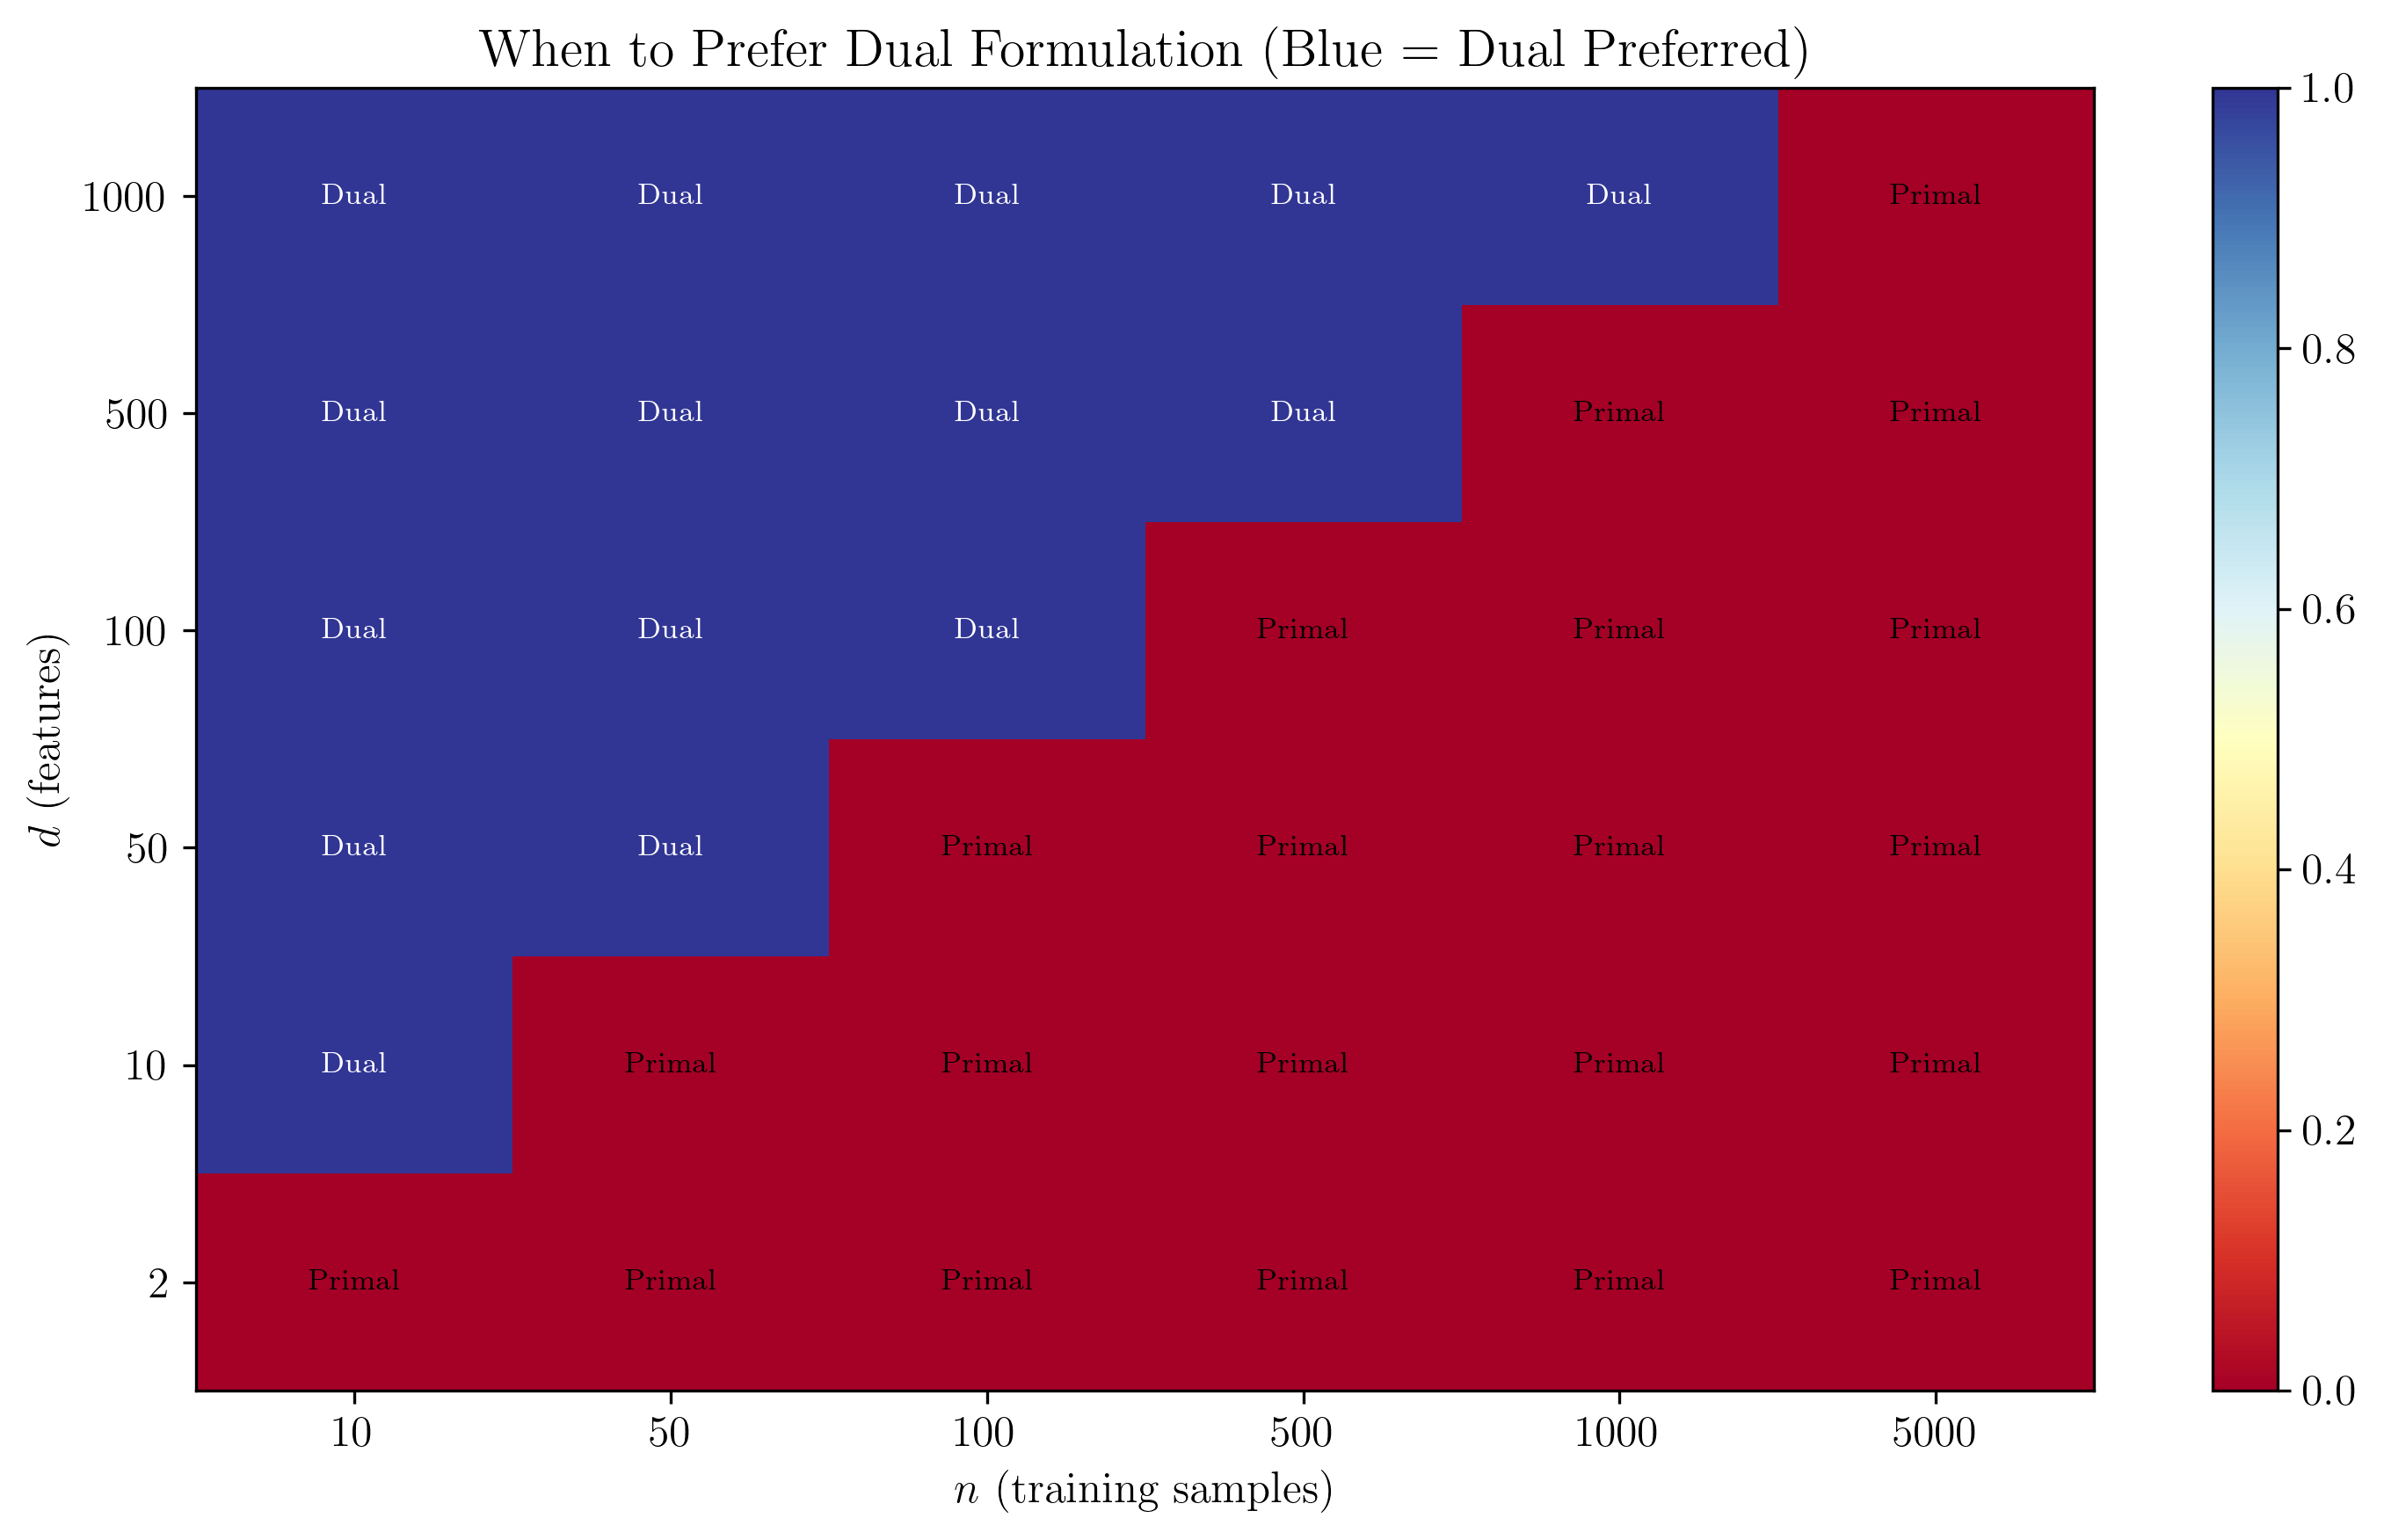 When to Prefer Dual Formulation (Blue = Dual Preferred)
1000 Dual Dual Dual Dual Dual Primal
500 Dual Dual Dual Dual Primal Primal
100 Dual Dual Dual Primal Primal Primal
50 Dual Dual Primal Primal Primal Primal
10 Dual Primal Primal Primal Primal Primal
2 Primal Primal Primal Primal Primal Primal
d (features)
10 50 100 500 1000 5000
n (training samples)
1.0
0.8
0.6
0.4
0.2
0.0